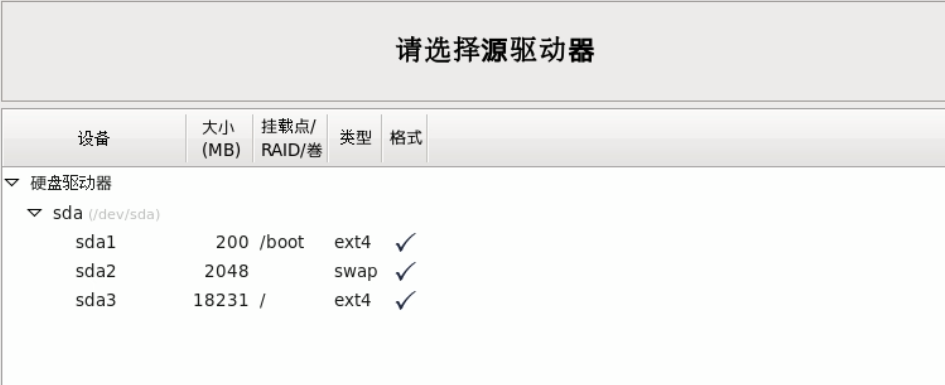 请选择源驱动器
设备 大小(MB) 挂载点/RAID/卷 类型 格式
硬盘驱动器
sda (/dev/sda)
sda1 200 /boot ext4 ✓
sda2 2048 swap ✓
sda3 18231 / ext4 ✓